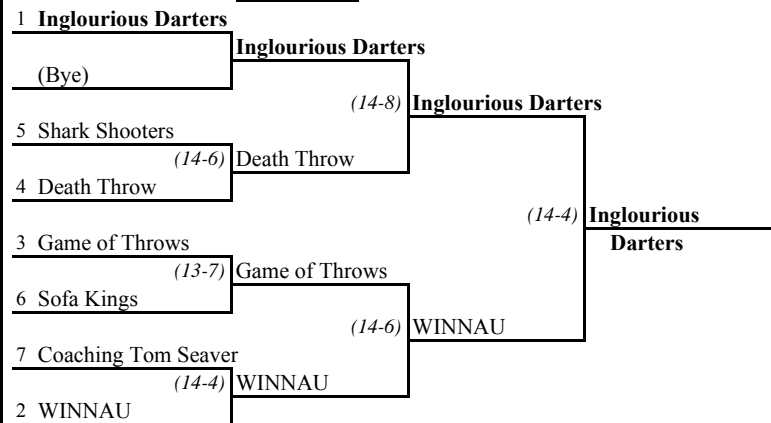 1 Inglourious Darters
Inglourious Darters
(Bye)
(14-8) Inglourious Darters
5 Shark Shooters
(14-6) Death Throw
4 Death Throw
(14-4) Inglourious
Darters
3 Game of Throws
(13-7) Game of Throws
6 Sofa Kings
(14-6) WINNAU
7 Coaching Tom Seaver
(14-4) WINNAU
2 WINNAU